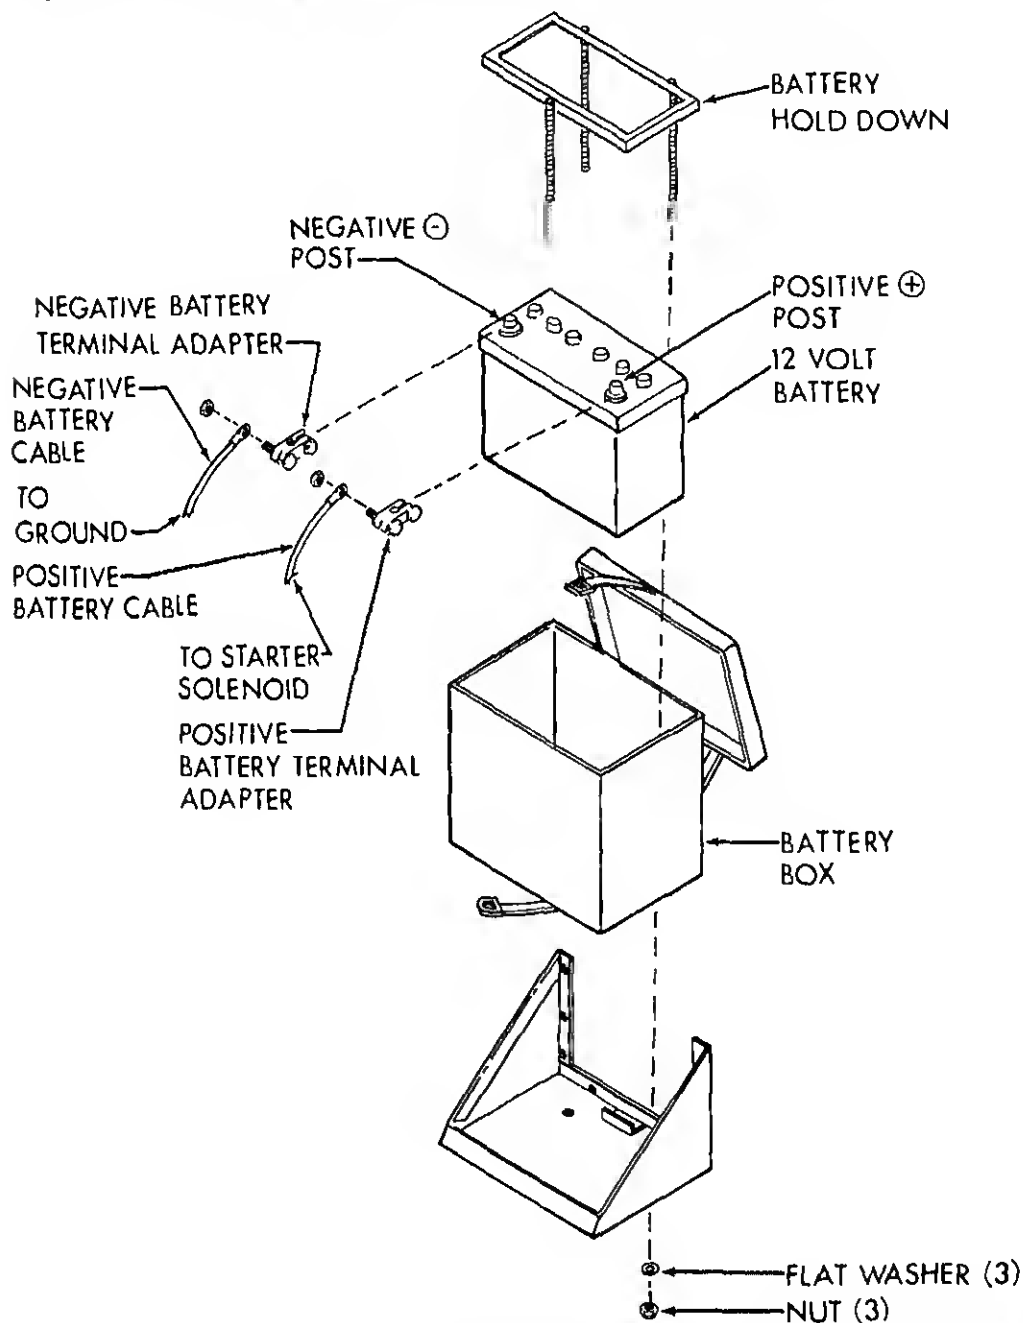 BATTERY
HOLD DOWN
NEGATIVE ⊖
POST
NEGATIVE BATTERY
TERMINAL ADAPTER
POSITIVE ⊕
POST
12 VOLT
BATTERY
NEGATIVE
BATTERY
CABLE
TO
GROUND
POSITIVE
BATTERY CABLE
TO STARTER
SOLENOID
POSITIVE
BATTERY TERMINAL
ADAPTER
BATTERY
BOX
FLAT WASHER (3)
NUT (3)